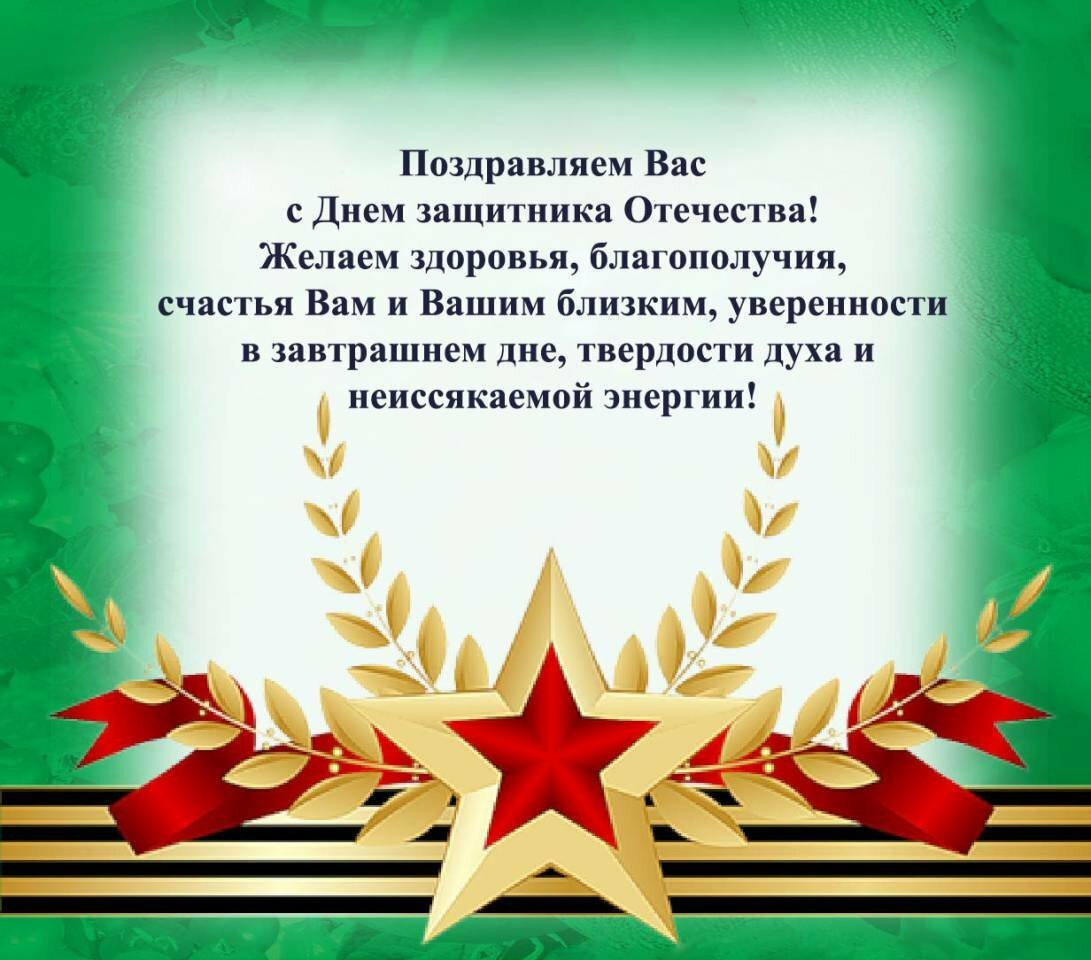 Поздравляем Вас
с Днем защитника Отечества!
Желаем здоровья, благополучия,
счастья Вам и Вашим близким, уверенности
в завтрашнем дне, твердости духа и
неиссякаемой энергии!